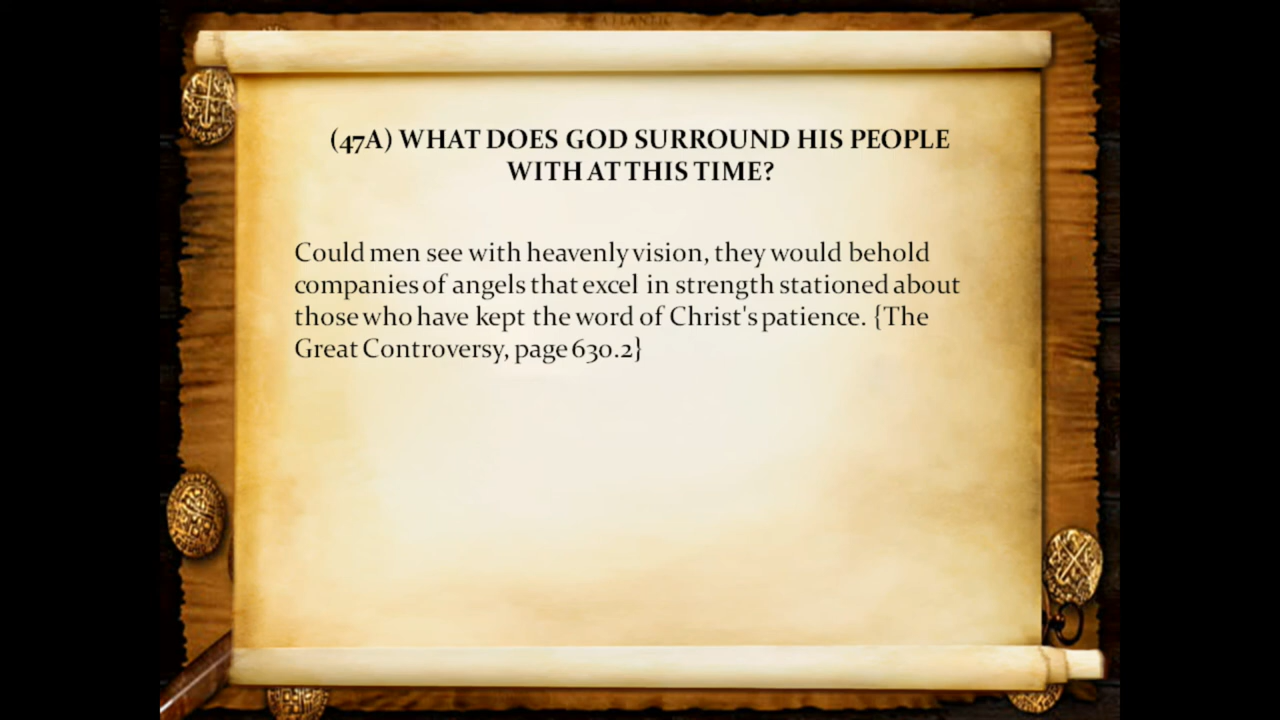 ATLANTIC
(47A) WHAT DOES GOD SURROUND HIS PEOPLE
WITH AT THIS TIME?
Could men see with heavenly vision, they would behold
companies of angels that excel in strength stationed about
those who have kept the word of Christ's patience. {The
Great Controversy, page 630.2}